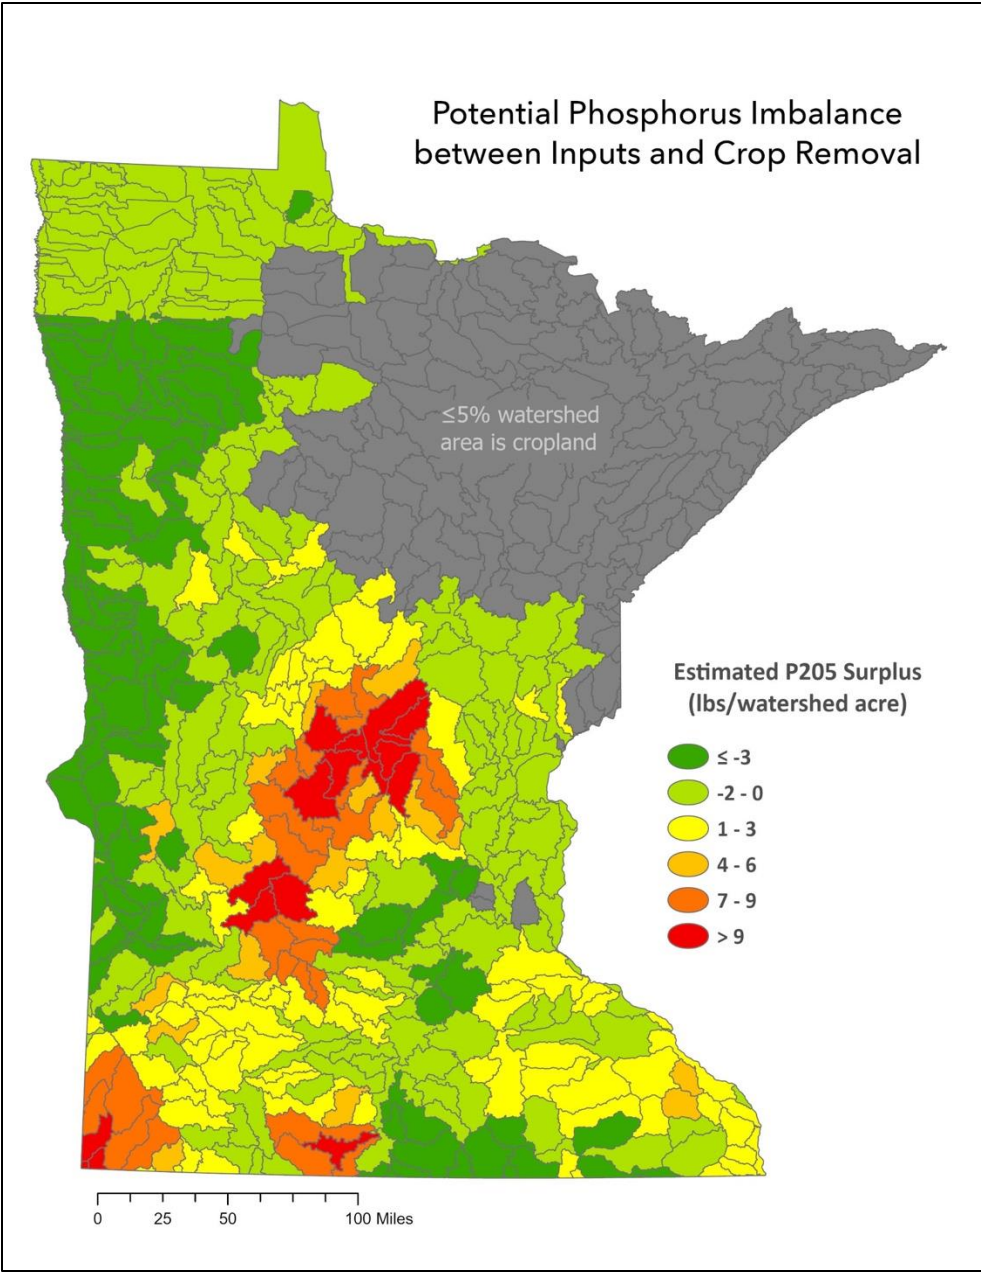 Potential Phosphorus Imbalance
between Inputs and Crop Removal
≤5% watershed
area is cropland
Estimated P205 Surplus
(lbs/watershed acre)
≤ -3
-2 - 0
1 - 3
4 - 6
7 - 9
> 9
0 25 50 100 Miles